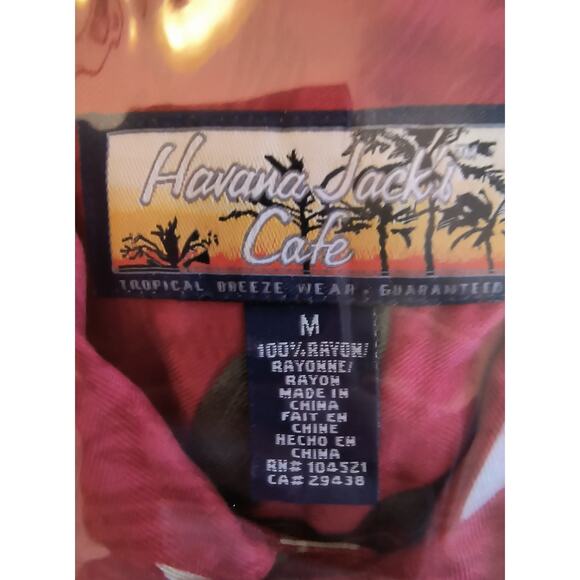 Havana Jack's
Cafe
TROPICAL BREEZE WEAR. GUARANTEED
M
100% RAYON/
RAYONNE/
RAYON
MADE IN
CHINA
FAIT EN
CHINE
HECHO EN
CHINA
RN# 104521
CA# 29438